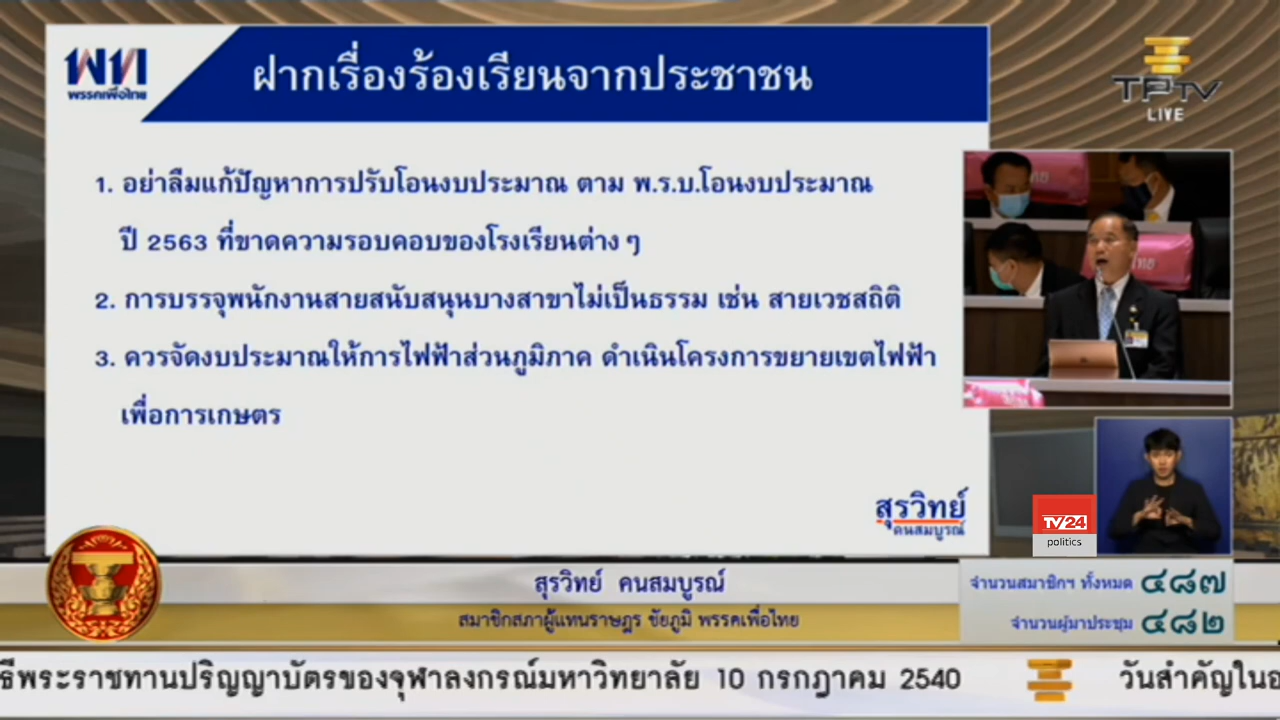 พท
พรรคเพื่อไทย
ฝากเรื่องร้องเรียนจากประชาชน
TPTV
LIVE
1. อย่าลืมแก้ปัญหาการปรับโอนงบประมาณ ตาม พ.ร.บ.โอนงบประมาณ
ปี 2563 ที่ขาดความรอบคอบของโรงเรียนต่าง ๆ
2. การบรรจุพนักงานสายสนับสนุนบางสาขาไม่เป็นธรรม เช่น สายเวชสถิติ
3. ควรจัดงบประมาณให้การไฟฟ้าส่วนภูมิภาค ดำเนินโครงการขยายเขตไฟฟ้า
เพื่อการเกษตร
สุรวิทย์
คนสมบูรณ์
TV24
politics
สุรวิทย์ คนสมบูรณ์
สมาชิกสภาผู้แทนราษฎร ชัยภูมิ พรรคเพื่อไทย
จำนวนสมาชิกฯ ทั้งหมด ๔๘๗
จำนวนผู้มาประชุม ๔๘๒
ธีพระราชทานปริญญาบัตรของจุฬาลงกรณ์มหาวิทยาลัย 10 กรกฎาคม 2540 วันสำคัญใน